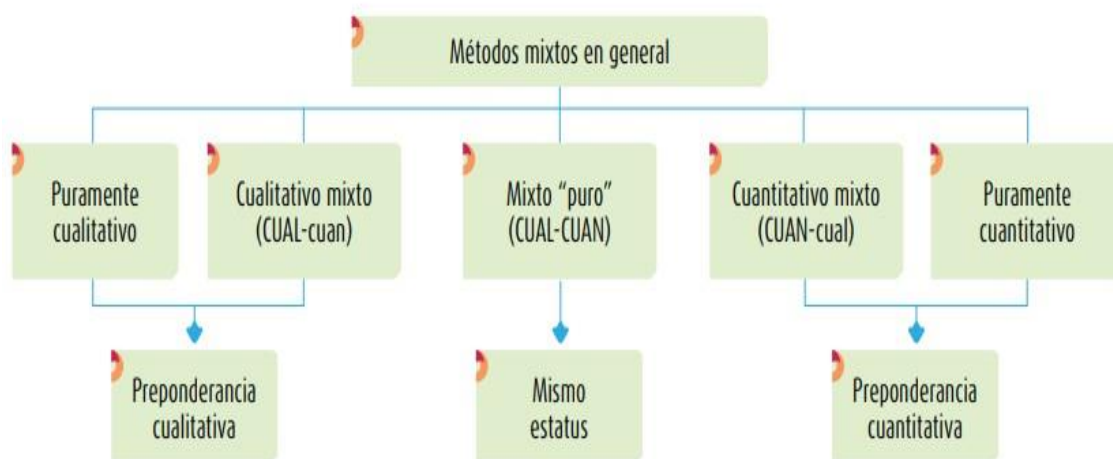 Métodos mixtos en general
Puramente
cualitativo
Cualitativo mixto
(CUAL-cuan)
Mixto “puro”
(CUAL-CUAN)
Cuantitativo mixto
(CUAN-cual)
Puramente
cuantitativo
Preponderancia
cualitativa
Mismo
estatus
Preponderancia
cuantitativa